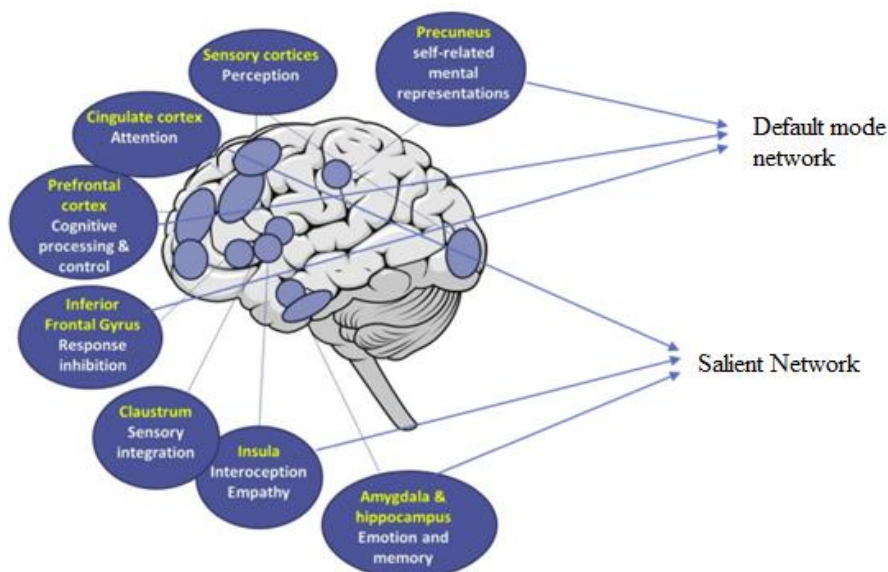 Sensory cortices
Perception
Precuneus
self-related
mental
representations
Cingulate cortex
Attention
Default mode
network
Prefrontal
cortex
Cognitive
processing &
control
Inferior
Frontal Gyrus
Response
inhibition
Salient Network
Claustrum
Sensory
integration
Insula
Interoception
Empathy
Amygdala &
hippocampus
Emotion and
memory